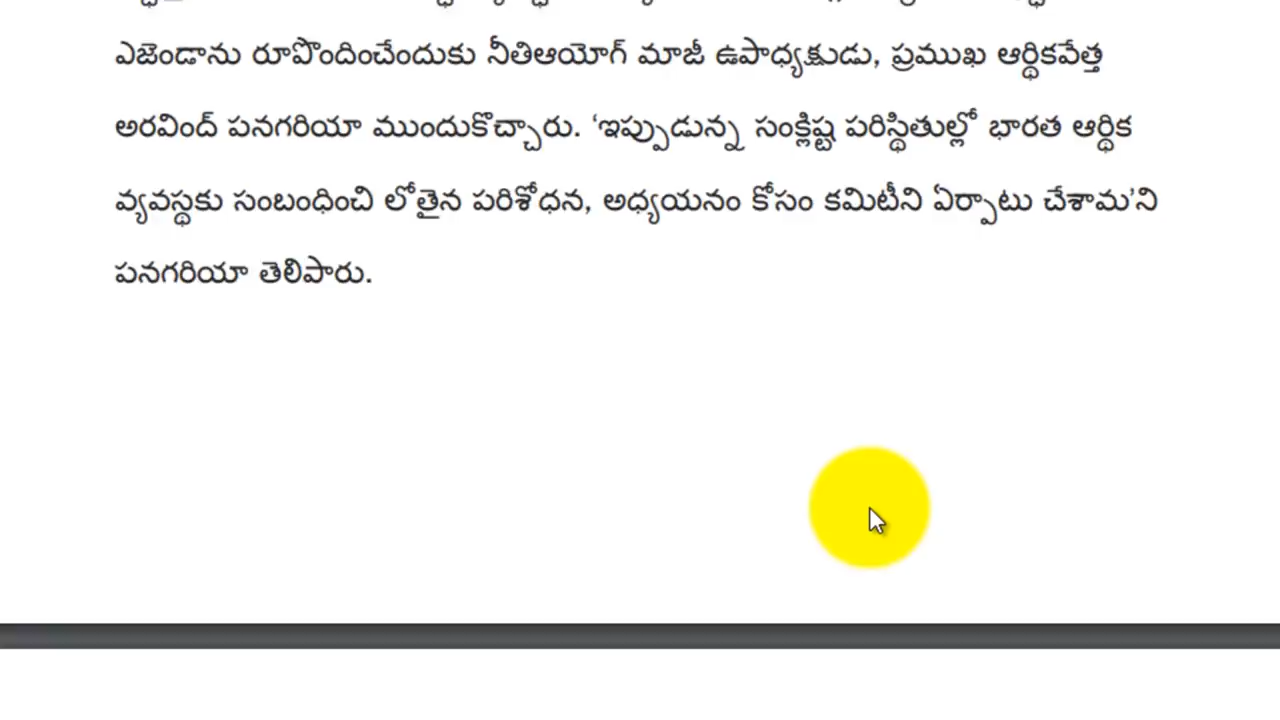 ఎజెండాను రూపొందించేందుకు నీతిఆయోగ్ మాజీ ఉపాధ్యక్షుడు, ప్రముఖ ఆర్థికవేత్త
అరవింద్ పనగరియా ముందుకొచ్చారు. ‘ఇప్పుడున్న సంక్లిష్ట పరిస్థితుల్లో భారత ఆర్థిక
వ్యవస్థకు సంబంధించి లోతైన పరిశోధన, అధ్యయనం కోసం కమిటీని ఏర్పాటు చేశామ’ని
పనగరియా తెలిపారు.